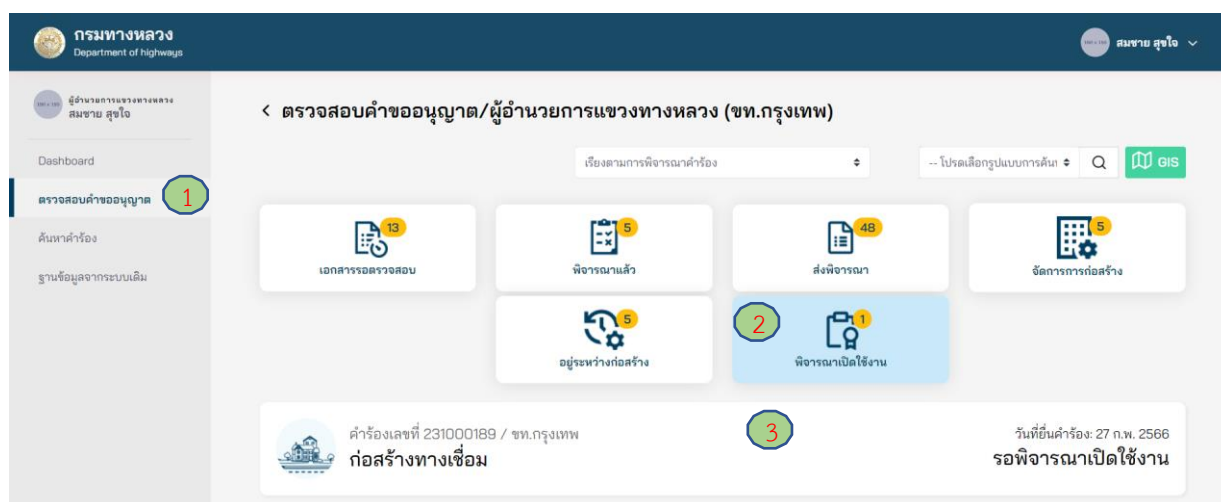 กรมทางหลวง
Department of highways
สมชาย สุขใจ
ผู้อำนวยการแขวงทางหลวง
สมชาย สุขใจ
Dashboard
ตรวจสอบคำขออนุญาต
1
ค้นหาคำร้อง
ฐานข้อมูลจากระบบเดิม
< ตรวจสอบคำขออนุญาต/ผู้อำนวยการแขวงทางหลวง (ขท.กรุงเทพ)
เรียงตามการพิจารณาคำร้อง
-- โปรดเลือกรูปแบบการค้นา
GIS
13
เอกสารรอตรวจสอบ
5
พิจารณาแล้ว
48
ส่งพิจารณา
5
จัดการการก่อสร้าง
5
อยู่ระหว่างก่อสร้าง
2
1
พิจารณาเปิดใช้งาน
คำร้องเลขที่ 231000189 / ขท.กรุงเทพ
ก่อสร้างทางเชื่อม
3
วันที่ยื่นคำร้อง: 27 ก.พ. 2566
รอพิจารณาเปิดใช้งาน